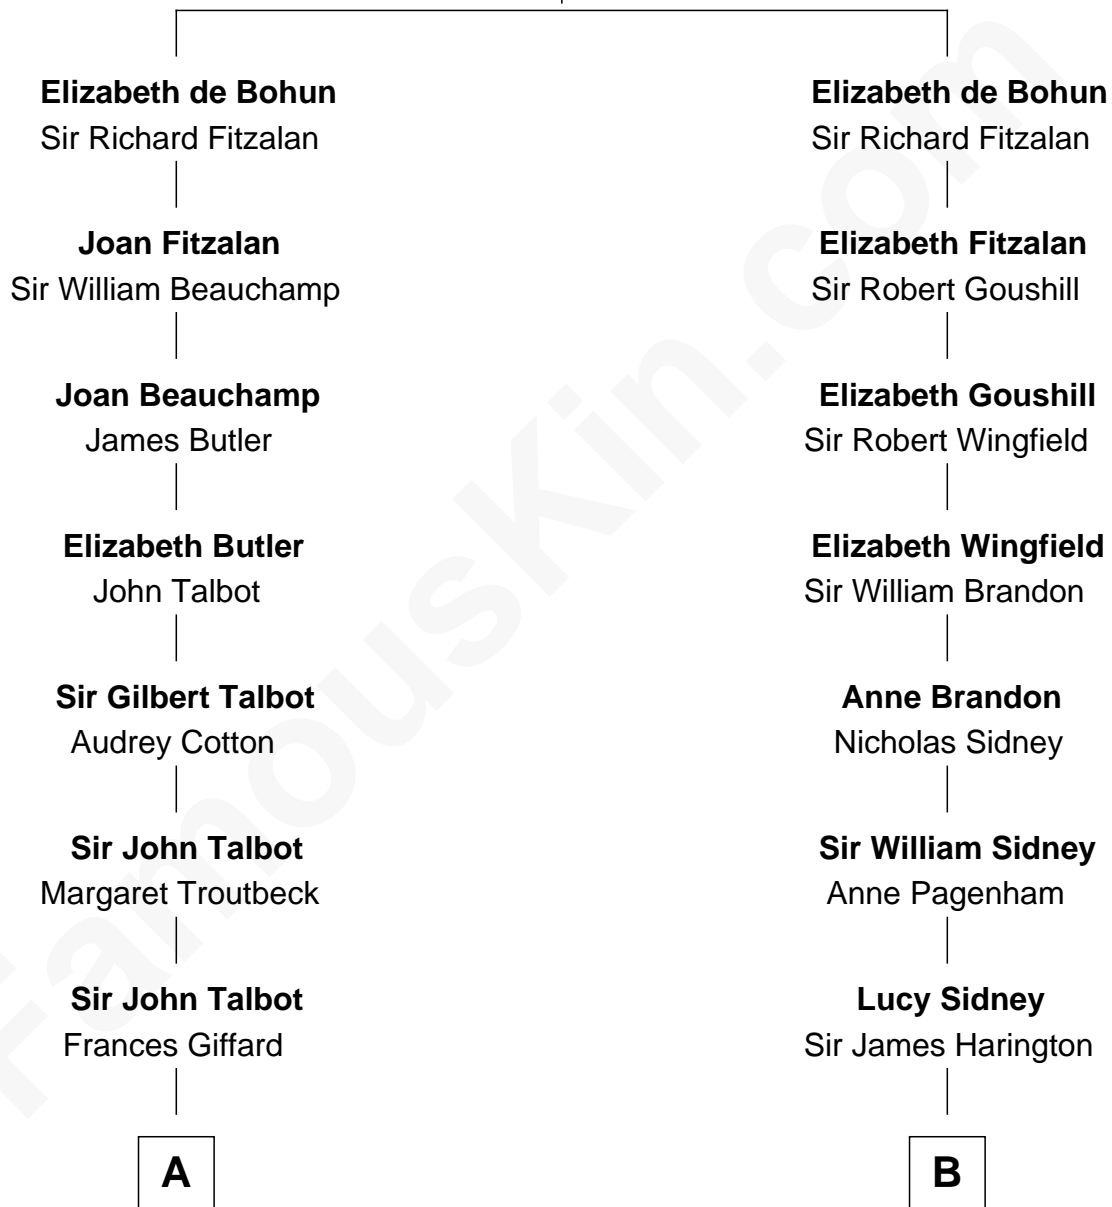 Elizabeth de Bohun
Sir Richard Fitzalan
Joan Fitzalan
Sir William Beauchamp
Joan Beauchamp
James Butler
Elizabeth Butler
John Talbot
Sir Gilbert Talbot
Audrey Cotton
Sir John Talbot
Margaret Troutbeck
Sir John Talbot
Frances Giffard
A
Elizabeth de Bohun
Sir Richard Fitzalan
Elizabeth Fitzalan
Sir Robert Goushill
Elizabeth Goushill
Sir Robert Wingfield
Elizabeth Wingfield
Sir William Brandon
Anne Brandon
Nicholas Sidney
Sir William Sidney
Anne Pagenham
Lucy Sidney
Sir James Harington
B
FamousKin.com